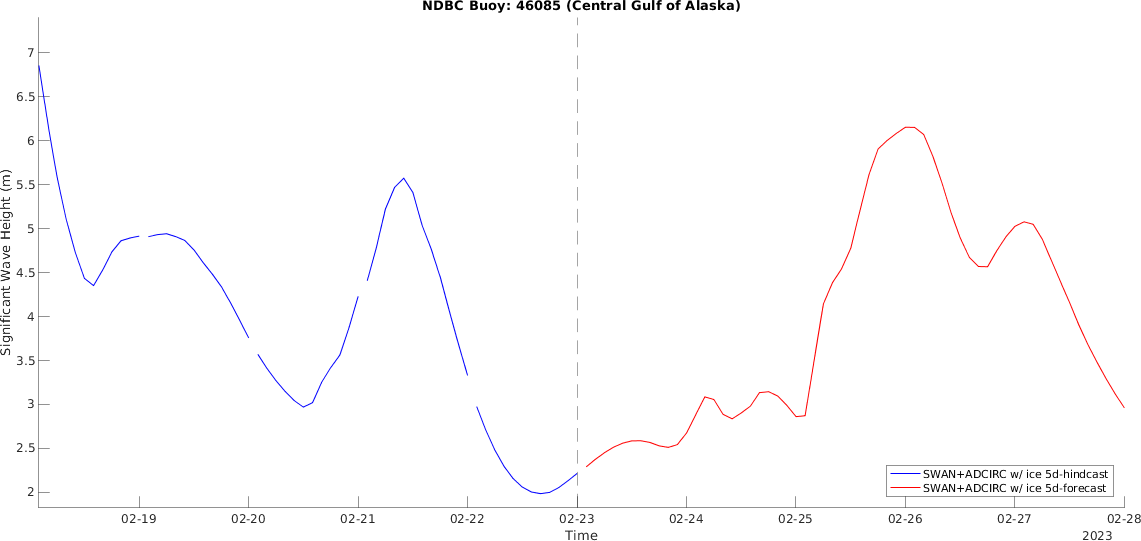 NDBC Buoy: 46085 (Central Gulf of Alaska)
Significant Wave Height (m)
7
6.5
6
5.5
5
4.5
4
3.5
3
2.5
2
SWAN+ADCIRC w/ ice 5d-hindcast
SWAN+ADCIRC w/ ice 5d-forecast
02-19 02-20 02-21 02-22 02-23 02-24 02-25 02-26 02-27 02-28
Time
2023